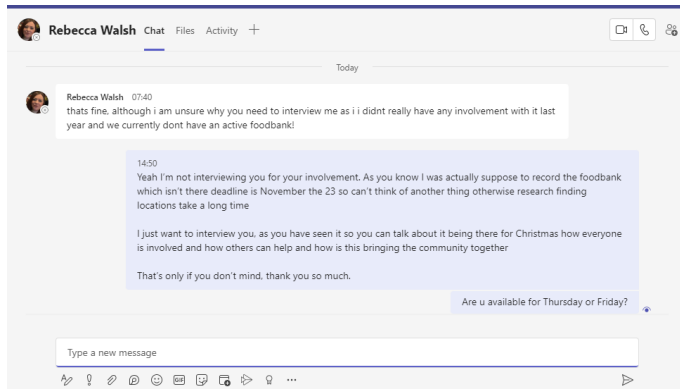 Rebecca Walsh Chat Files Activity
Today
Rebecca Walsh 07:40
thats fine, although i am unsure why you need to interview me as i i didnt really have any involvement with it last
year and we currently dont have an active foodbank!
14:50
Yeah I'm not interviewing you for your involvement. As you know I was actually suppose to record the foodbank
which isn't there deadline is November the 23 so can't think of another thing otherwise research finding
locations take a long time
I just want to interview you, as you have seen it so you can talk about it being there for Christmas how everyone
is involved and how others can help and how is this bringing the community together
That's only if you don't mind, thank you so much.
Are u available for Thursday or Friday?
Type a new message
GIF